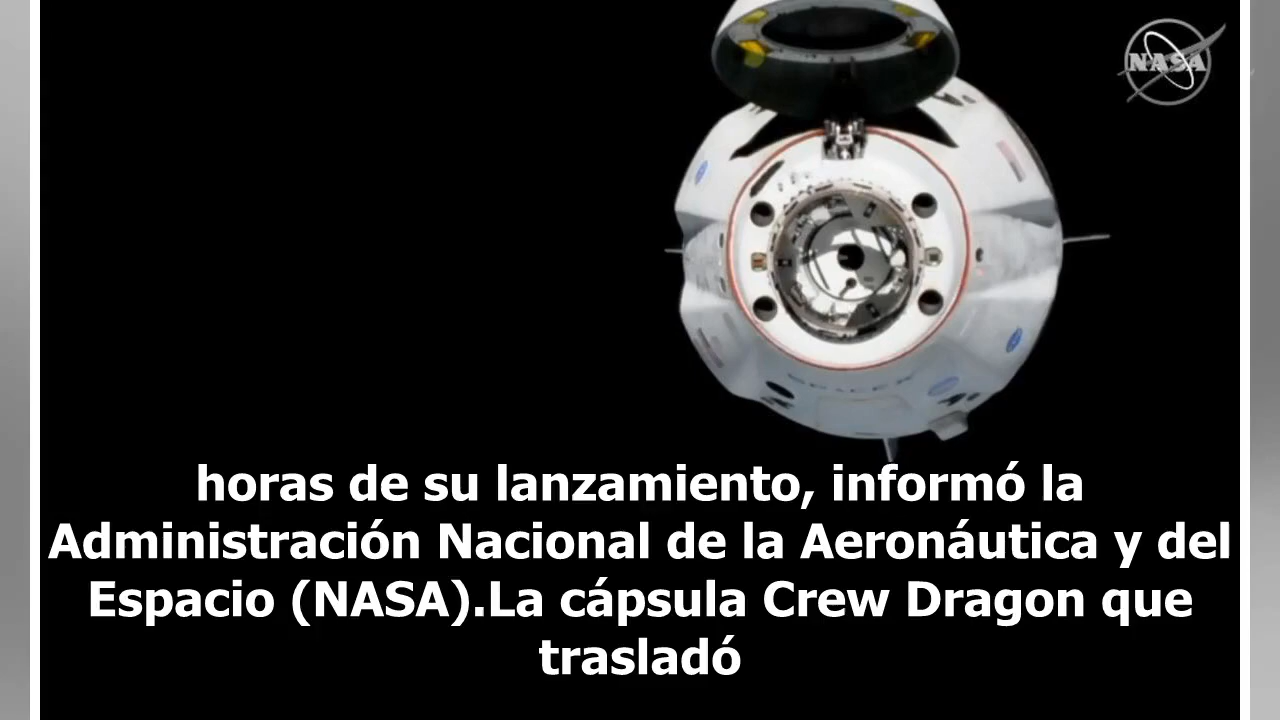 NASA
SPACEX
horas de su lanzamiento, informó la
Administración Nacional de la Aeronáutica y del
Espacio (NASA).La cápsula Crew Dragon que
trasladó